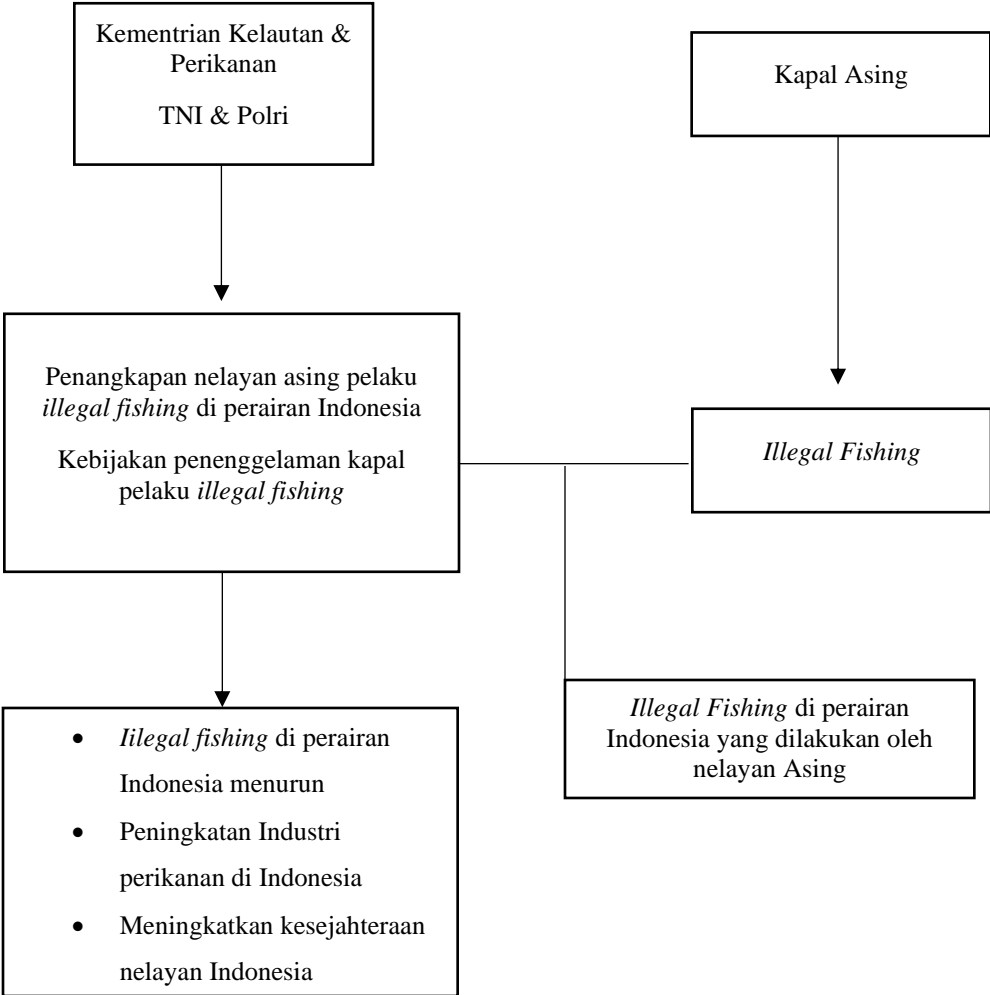 Kementrian Kelautan &
Perikanan
TNI & Polri
Kapal Asing
Penangkapan nelayan asing pelaku
illegal fishing di perairan Indonesia
Kebijakan penenggelaman kapal
pelaku illegal fishing
Illegal Fishing
Illegal Fishing di perairan
Indonesia yang dilakukan oleh
nelayan Asing
• Iilegal fishing di perairan
Indonesia menurun
• Peningkatan Industri
perikanan di Indonesia
• Meningkatkan kesejahteraan
nelayan Indonesia